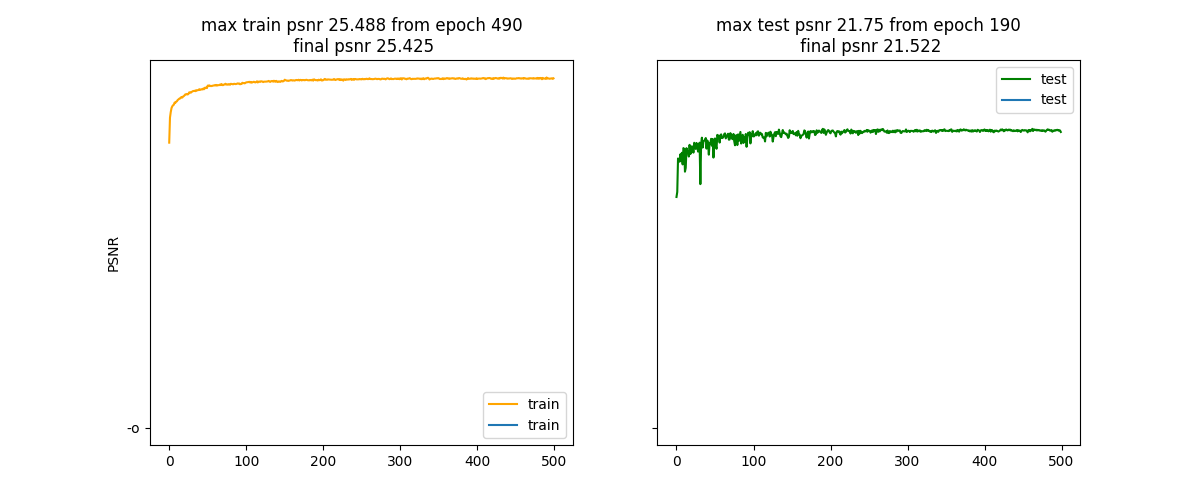 max train psnr 25.488 from epoch 490
final psnr 25.425
PSNR
-o
train
train
0 100 200 300 400 500
max test psnr 21.75 from epoch 190
final psnr 21.522
test
test
0 100 200 300 400 500